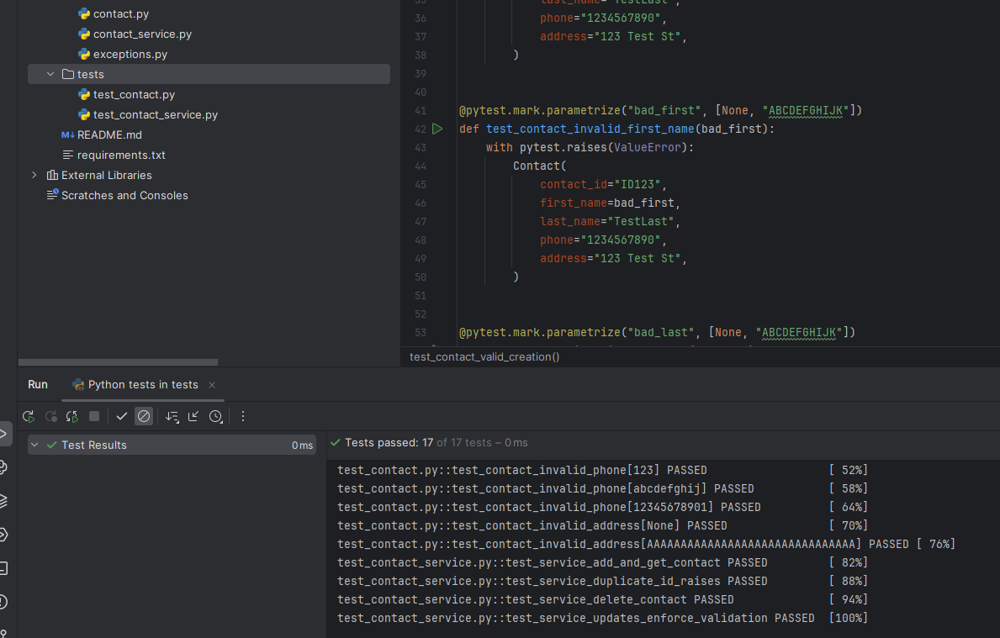 contact.py
contact_service.py
exceptions.py
tests
test_contact.py
test_contact_service.py
M↓ README.md
requirements.txt
External Libraries
Scratches and Consoles
35 last_name="TestLast",
36 phone="1234567890",
37 address="123 Test St",
38 )
39
40
41 @pytest.mark.parametrize("bad_first", [None, "ABCDEFGHIJK"])
42 def test_contact_invalid_first_name(bad_first):
43 with pytest.raises(ValueError):
44 Contact(
45 contact_id="ID123",
46 first_name=bad_first,
47 last_name="TestLast",
48 phone="1234567890",
49 address="123 Test St",
50 )
51
52
53 @pytest.mark.parametrize("bad_last", [None, "ABCDEFGHIJK"])
test_contact_valid_creation()
Run Python tests in tests
Test Results 0 ms
Tests passed: 17 of 17 tests – 0 ms
test_contact.py::test_contact_invalid_phone[123] PASSED [ 52%]
test_contact.py::test_contact_invalid_phone[abcdefghij] PASSED [ 58%]
test_contact.py::test_contact_invalid_phone[12345678901] PASSED [ 64%]
test_contact.py::test_contact_invalid_address[None] PASSED [ 70%]
test_contact.py::test_contact_invalid_address[AAAAAAAAAAAAAAAAAAAAAAAAAAAAAAA] PASSED [ 76%]
test_contact_service.py::test_service_add_and_get_contact PASSED [ 82%]
test_contact_service.py::test_service_duplicate_id_raises PASSED [ 88%]
test_contact_service.py::test_service_delete_contact PASSED [ 94%]
test_contact_service.py::test_service_updates_enforce_validation PASSED [100%]